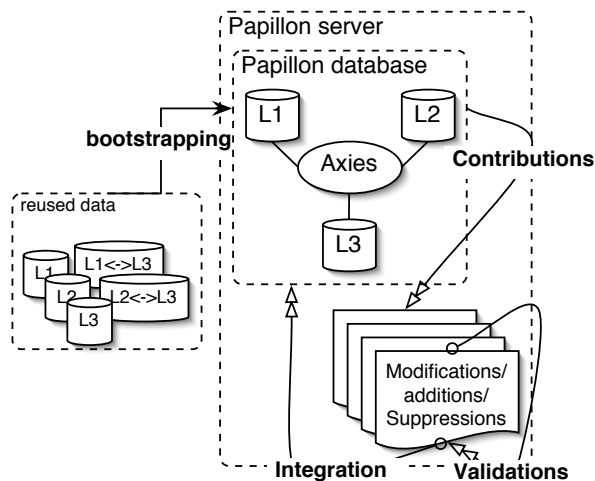 Papillon server
Papillon database
L1
L2
bootstrapping
Axies
Contributions
reused data
L3
L1
L1<->L3
L2
L2<->L3
L3
Modifications/
additions/
Suppressions
Integration
Validations